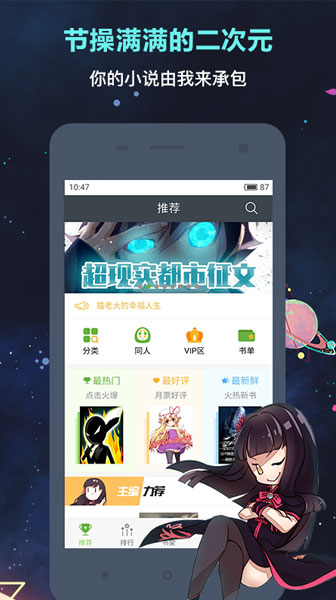 节操满满的二次元
你的小说由我来承包
10:47
87
推荐
超现实都市征文
猫老大的幸福人生
分类
同人
VIP区
书单
最热门
最好评
最新鲜
点击火爆
月票好评
火热新书
主编 力荐
推荐
排行
书架